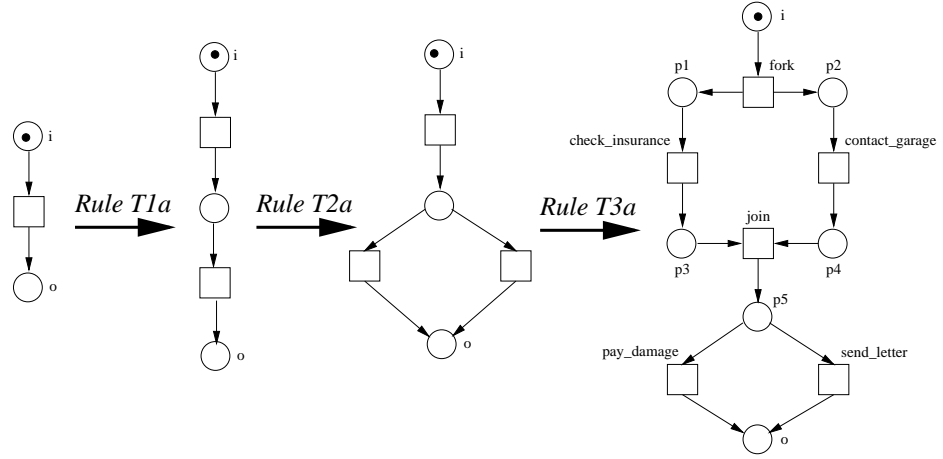 i
o
Rule T1a
i
o
Rule T2a
i
o
Rule T3a
i
fork
p1
p2
check_insurance
contact_garage
join
p3
p4
p5
pay_damage
send_letter
o